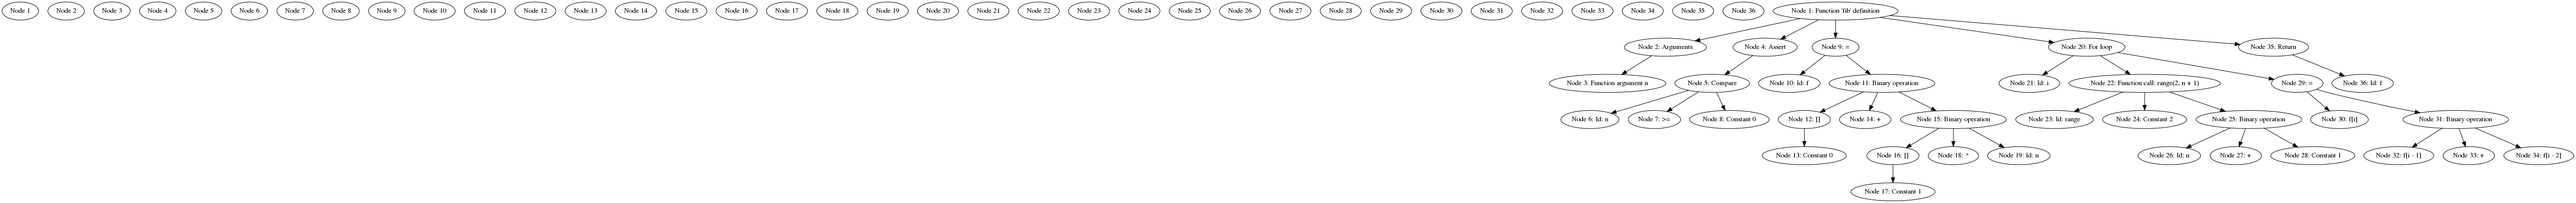 Node 1
Node 2
Node 3
Node 4
Node 5
Node 6
Node 7
Node 8
Node 9
Node 10
Node 11
Node 12
Node 13
Node 14
Node 15
Node 16
Node 17
Node 18
Node 19
Node 20
Node 21
Node 22
Node 23
Node 24
Node 25
Node 26
Node 27
Node 28
Node 29
Node 30
Node 31
Node 32
Node 33
Node 34
Node 35
Node 36
Node 1: Function 'fib' definition
Node 2: Arguments
Node 4: Assert
Node 9: =
Node 20: For loop
Node 35: Return
Node 3: Function argument n
Node 5: Compare
Node 10: Id: f
Node 11: Binary operation
Node 21: Id: i
Node 22: Function call: range(2, n + 1)
Node 29: =
Node 36: Id: f
Node 6: Id: n
Node 7: >=
Node 8: Constant 0
Node 12: []
Node 14: +
Node 15: Binary operation
Node 23: Id: range
Node 24: Constant 2
Node 25: Binary operation
Node 30: f[i]
Node 31: Binary operation
Node 13: Constant 0
Node 16: []
Node 18: *
Node 19: Id: n
Node 26: Id: n
Node 27: +
Node 28: Constant 1
Node 32: f[i - 1]
Node 33: +
Node 34: f[i - 2]
Node 17: Constant 1